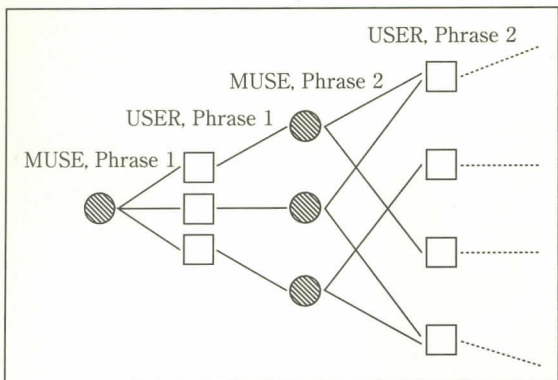 USER, Phrase 2
MUSE, Phrase 2
USER, Phrase 1
MUSE, Phrase 1